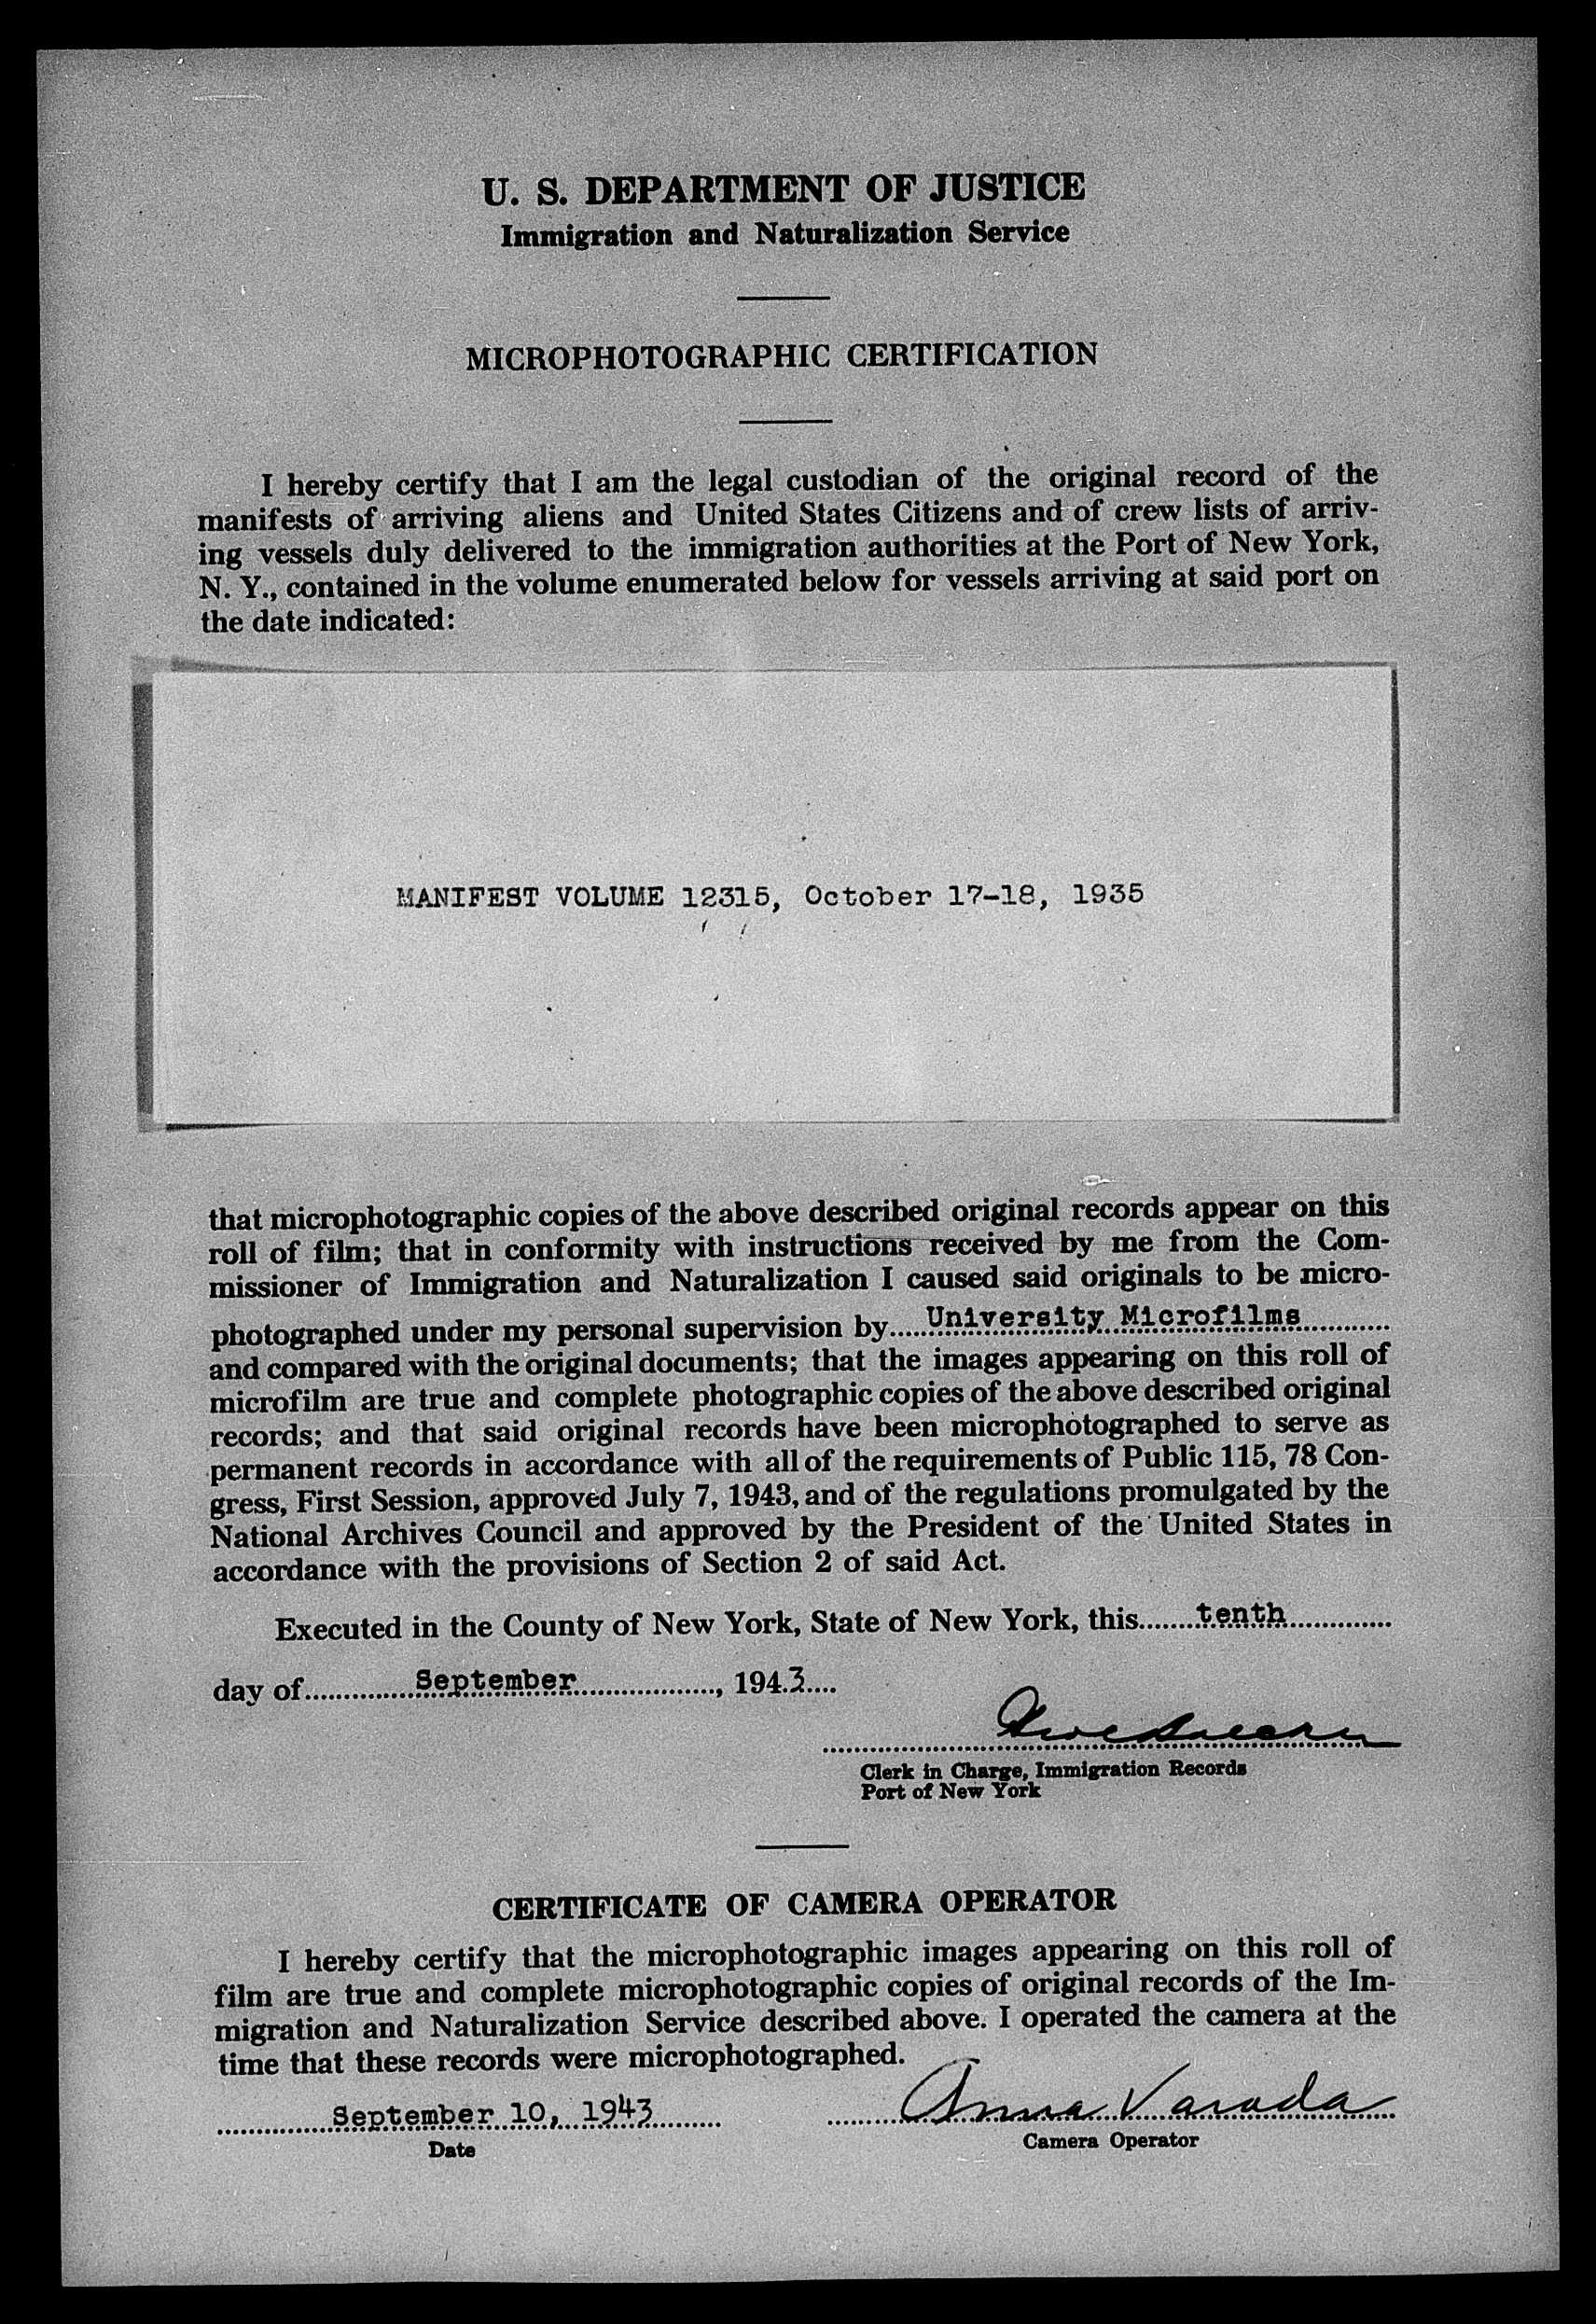 U. S. DEPARTMENT OF JUSTICE
Immigration and Naturalization Service
MICROPHOTOGRAPHIC CERTIFICATION
I hereby certify that I am the legal custodian of the original record of the
manifests of arriving aliens and United States Citizens and of crew lists of arriv-
ing vessels duly delivered to the immigration authorities at the Port of New York,
N. Y., contained in the volume enumerated below for vessels arriving at said port on
the date indicated:
MANIFEST VOLUME 12315, October 17-18, 1935
that microphotographic copies of the above described original records appear on this
roll of film; that in conformity with instructions received by me from the Com-
missioner of Immigration and Naturalization I caused said originals to be micro-
photographed under my personal supervision by.....University Microfilms...........
and compared with the original documents; that the images appearing on this roll of
microfilm are true and complete photographic copies of the above described original
records; and that said original records have been microphotographed to serve as
permanent records in accordance with all of the requirements of Public 115, 78 Con-
gress, First Session, approved July 7, 1943, and of the regulations promulgated by the
National Archives Council and approved by the President of the United States in
accordance with the provisions of Section 2 of said Act.
Executed in the County of New York, State of New York, this.......tenth.............
day of..............September................., 194.3....
Clerk in Charge, Immigration Records
Port of New York
CERTIFICATE OF CAMERA OPERATOR
I hereby certify that the microphotographic images appearing on this roll of
film are true and complete microphotographic copies of original records of the Im-
migration and Naturalization Service described above. I operated the camera at the
time that these records were microphotographed.
September 10, 1943 Anna Varada
Date Camera Operator